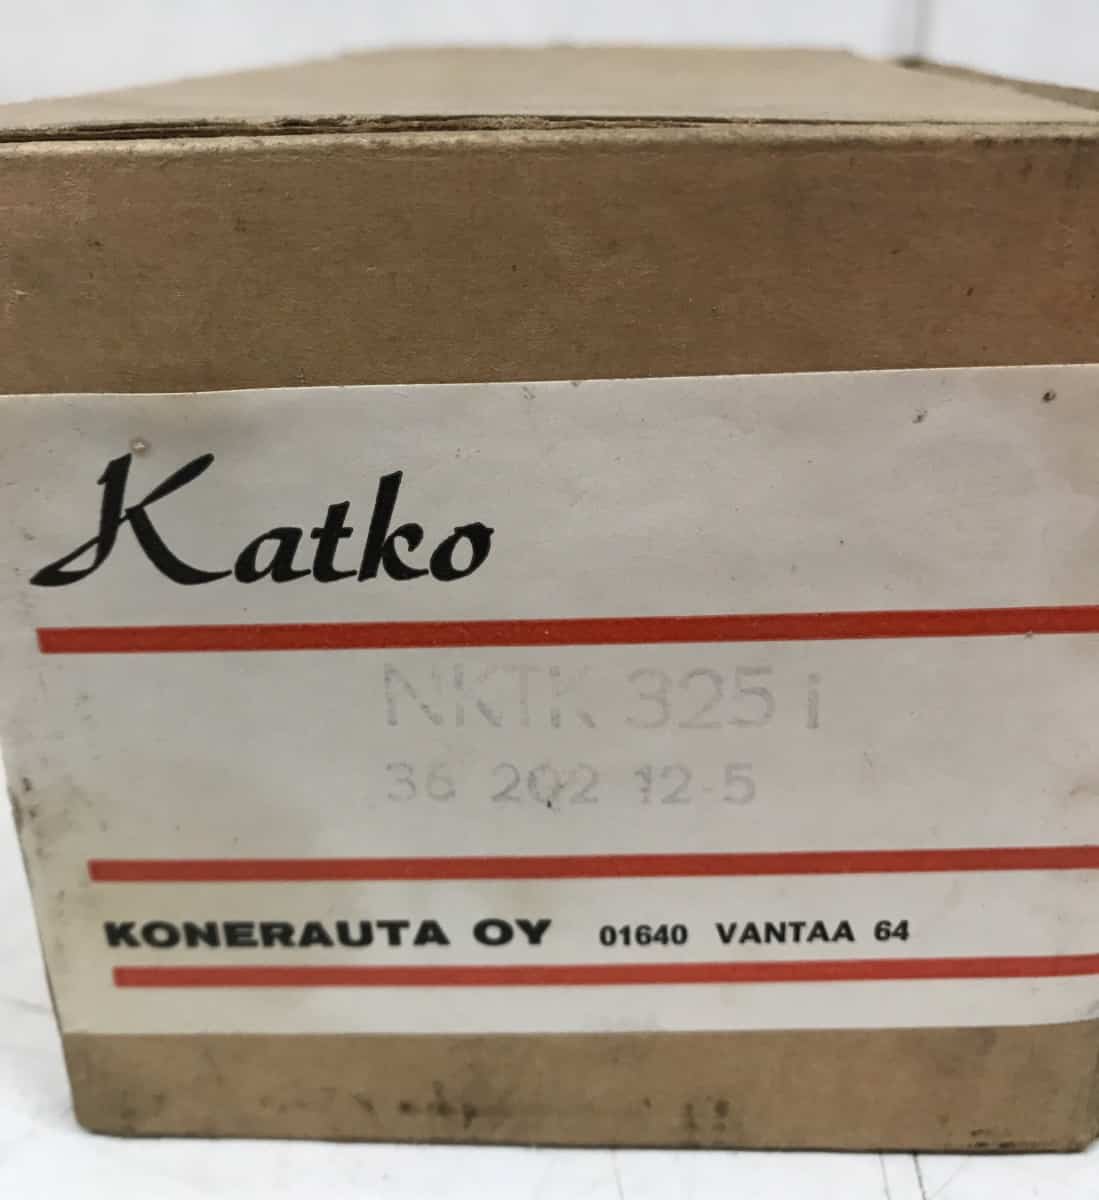 Katko
NKTK 325 i
36 202 12-5
KONERAUTA OY 01640 VANTAA 64